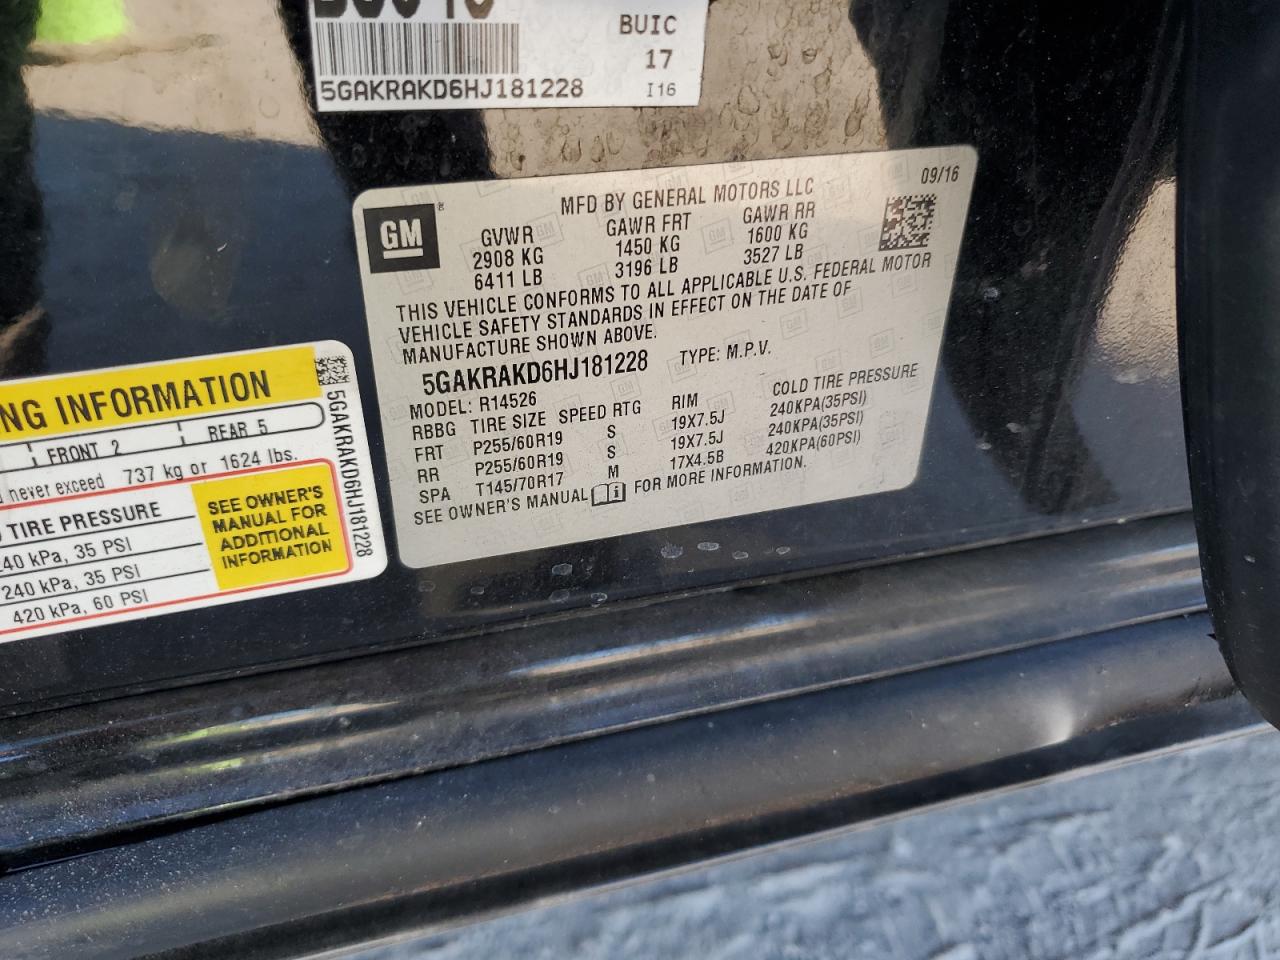 BUIC
17
5GAKRAKD6HJ181228
I16
09/16
MFD BY GENERAL MOTORS LLC
GM
GVWR GAWR FRT GAWR RR
2908 KG 1450 KG 1600 KG
6411 LB 3196 LB 3527 LB
THIS VEHICLE CONFORMS TO ALL APPLICABLE U.S. FEDERAL MOTOR
VEHICLE SAFETY STANDARDS IN EFFECT ON THE DATE OF
MANUFACTURE SHOWN ABOVE.
5GAKRAKD6HJ181228 TYPE: M.P.V.
MODEL: R14526
RBBG TIRE SIZE SPEED RTG RIM COLD TIRE PRESSURE
FRT P255/60R19 S 19X7.5J 240KPA(35PSI)
RR P255/60R19 S 19X7.5J 240KPA(35PSI)
SPA T145/70R17 M 17X4.5B 420KPA(60PSI)
SEE OWNER'S MANUAL FOR MORE INFORMATION.
NG INFORMATION
FRONT 2 REAR 5
never exceed 737 kg or 1624 lbs.
TIRE PRESSURE
240 kPa, 35 PSI
240 kPa, 35 PSI
420 kPa, 60 PSI
SEE OWNER'S
MANUAL FOR
ADDITIONAL
INFORMATION
5GAKRAKD6HJ181228